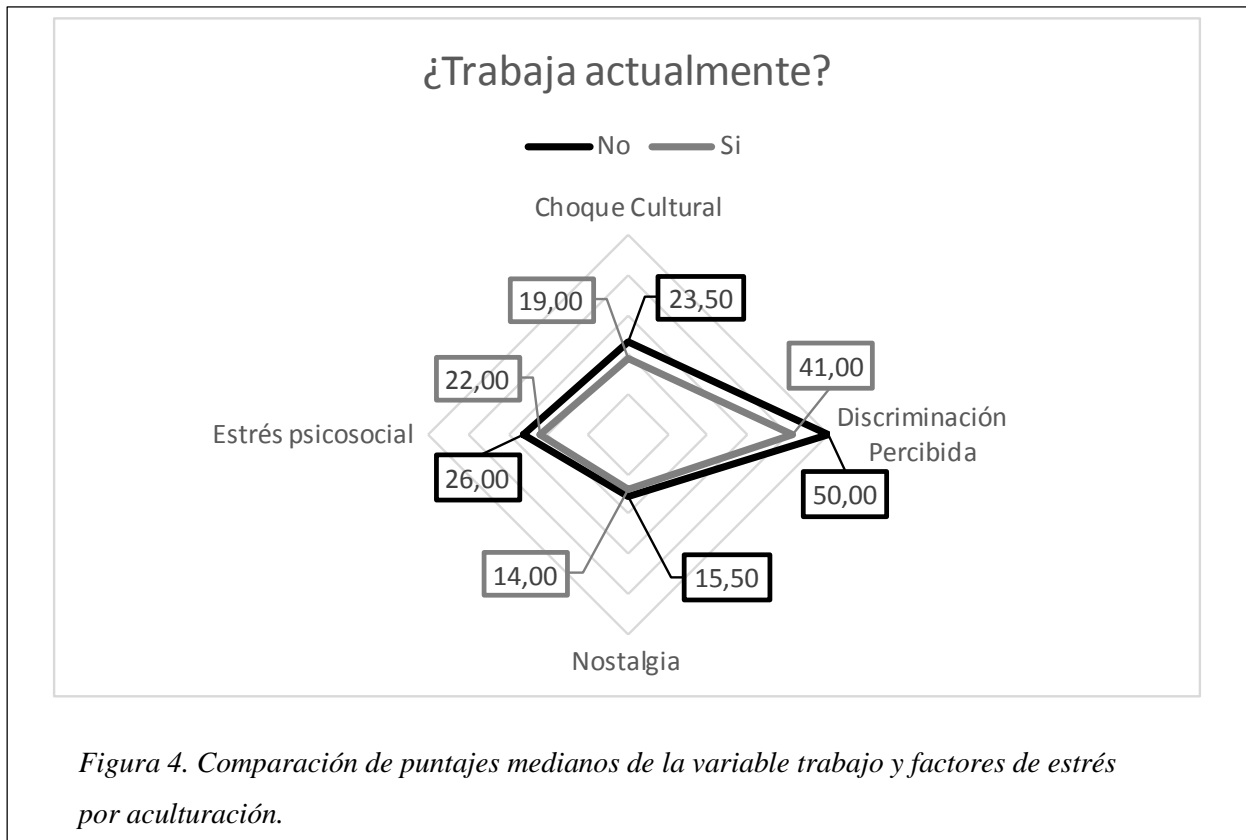 ¿Trabaja actualmente?
No Si
Choque Cultural
19,00 23,50
22,00 41,00
Estrés psicosocial Discriminación
Percibida
26,00 50,00
14,00 15,50
Nostalgia
Figura 4. Comparación de puntajes medianos de la variable trabajo y factores de estrés
por aculturación.